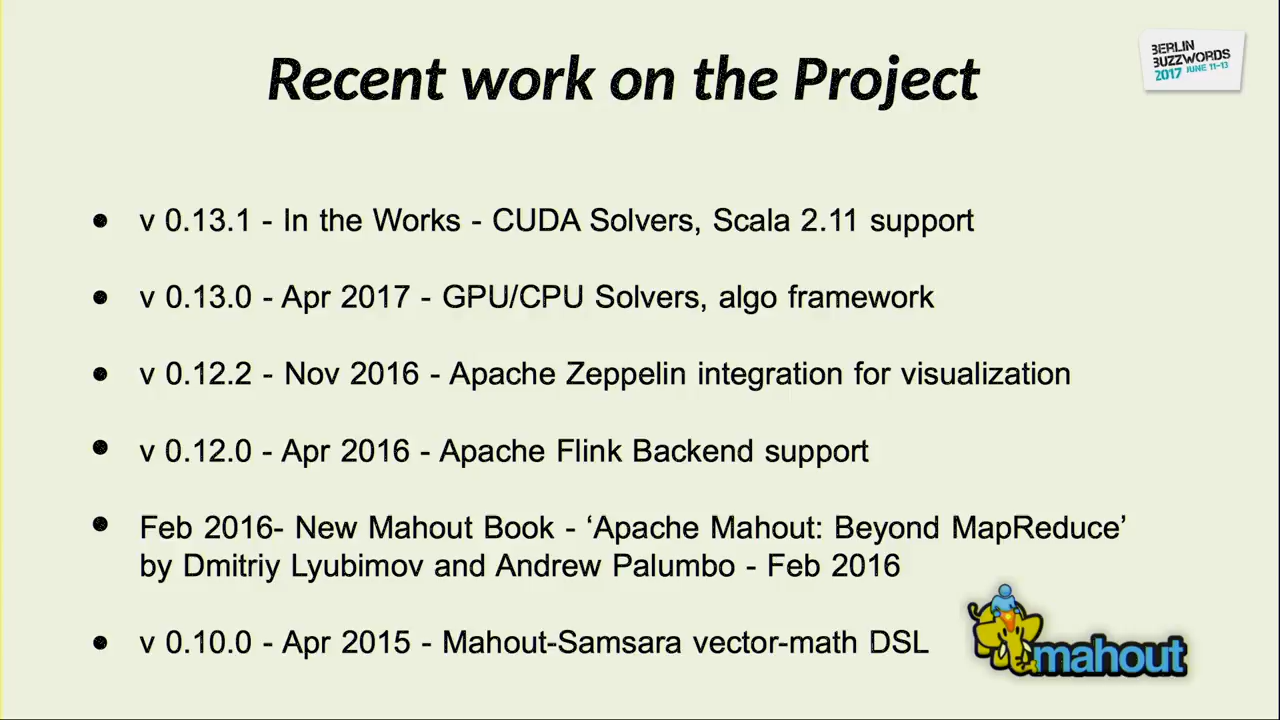 Recent work on the Project
BERLIN
BUZZWORDS
2017 JUNE 11-13
● v 0.13.1 - In the Works - CUDA Solvers, Scala 2.11 support
● v 0.13.0 - Apr 2017 - GPU/CPU Solvers, algo framework
● v 0.12.2 - Nov 2016 - Apache Zeppelin integration for visualization
● v 0.12.0 - Apr 2016 - Apache Flink Backend support
● Feb 2016- New Mahout Book - ‘Apache Mahout: Beyond MapReduce’
by Dmitriy Lyubimov and Andrew Palumbo - Feb 2016
● v 0.10.0 - Apr 2015 - Mahout-Samsara vector-math DSL
mahout